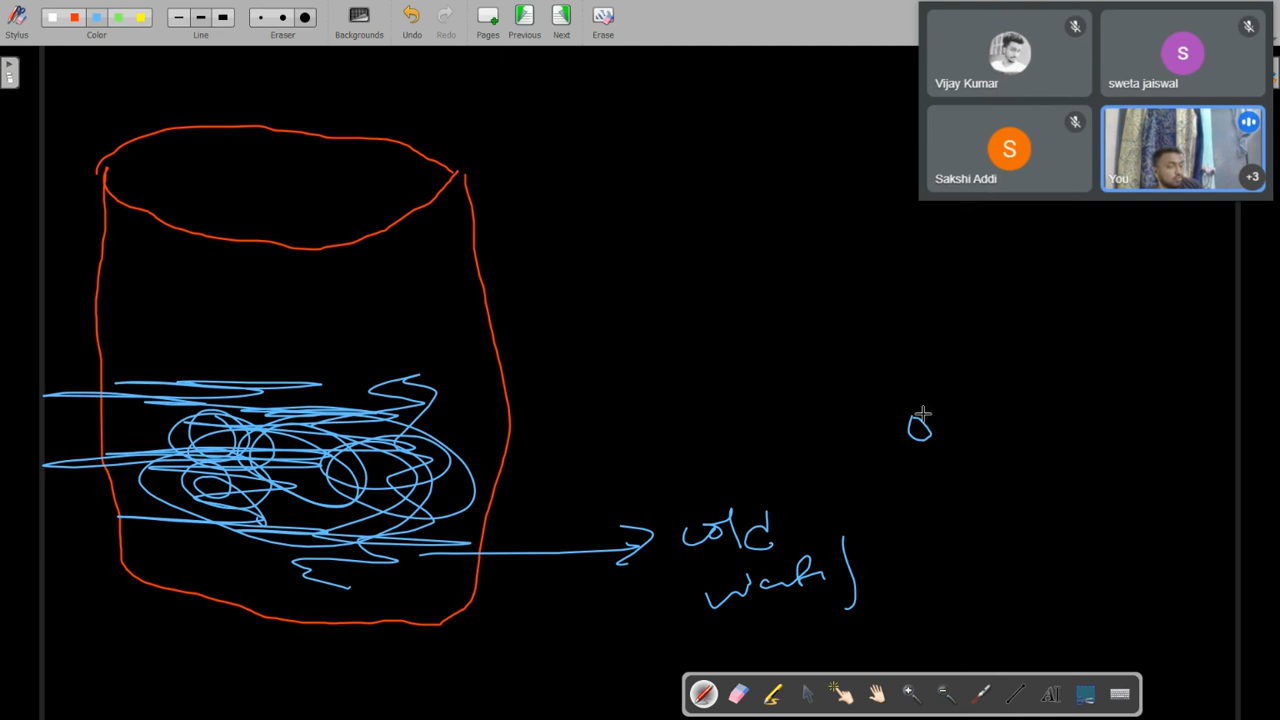 Stylus
Color
Line
Eraser
Backgrounds
Undo
Redo
Pages
Previous
Next
Erase
Vijay Kumar
S
sweta jaiswal
S
Sakshi Addi
You
+3
cold
AI